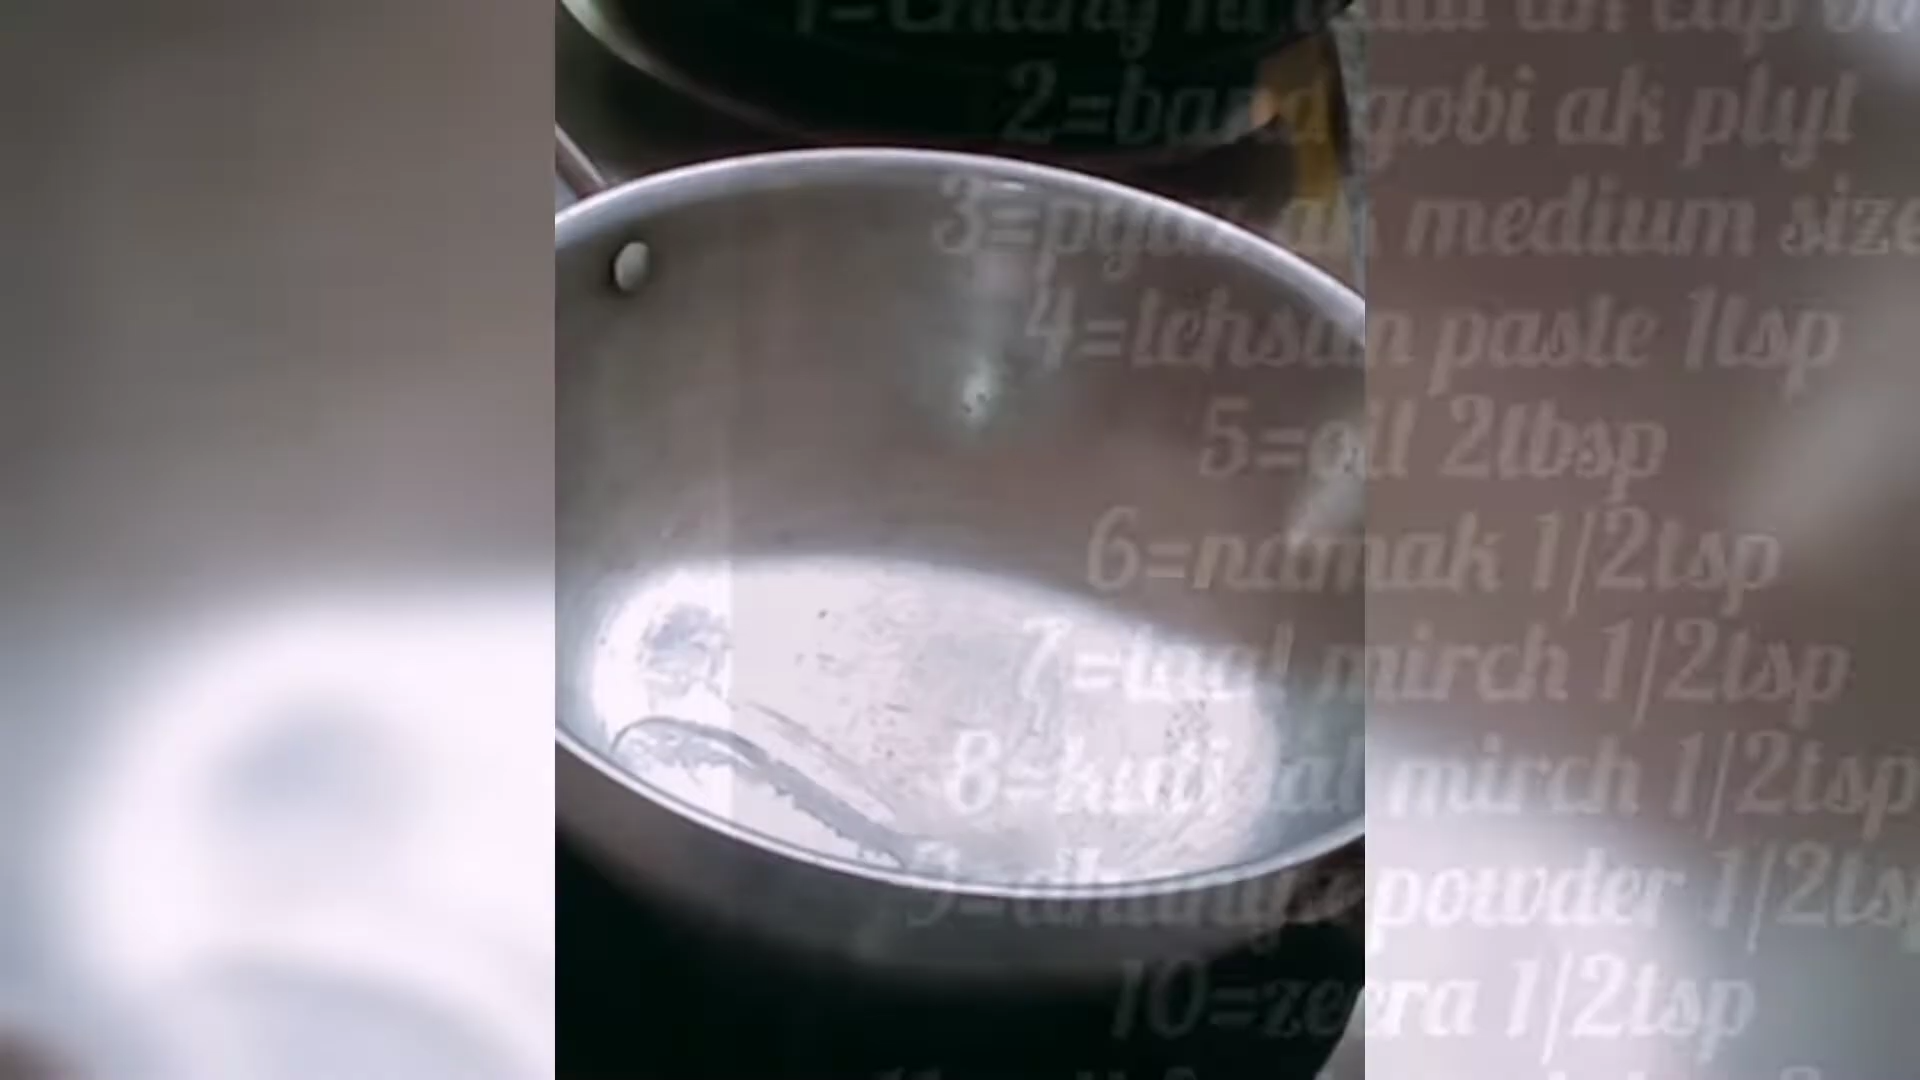 2=band gobi ak plyt
3=pyaz ak medium size
4=lehsan paste 1tsp
5=oil 2tbsp
6=namak 1/2tsp
7=laal mirch 1/2tsp
8=kuti lal mirch 1/2tsp
9=dhanya powder 1/2tsp
10=zeera 1/2tsp